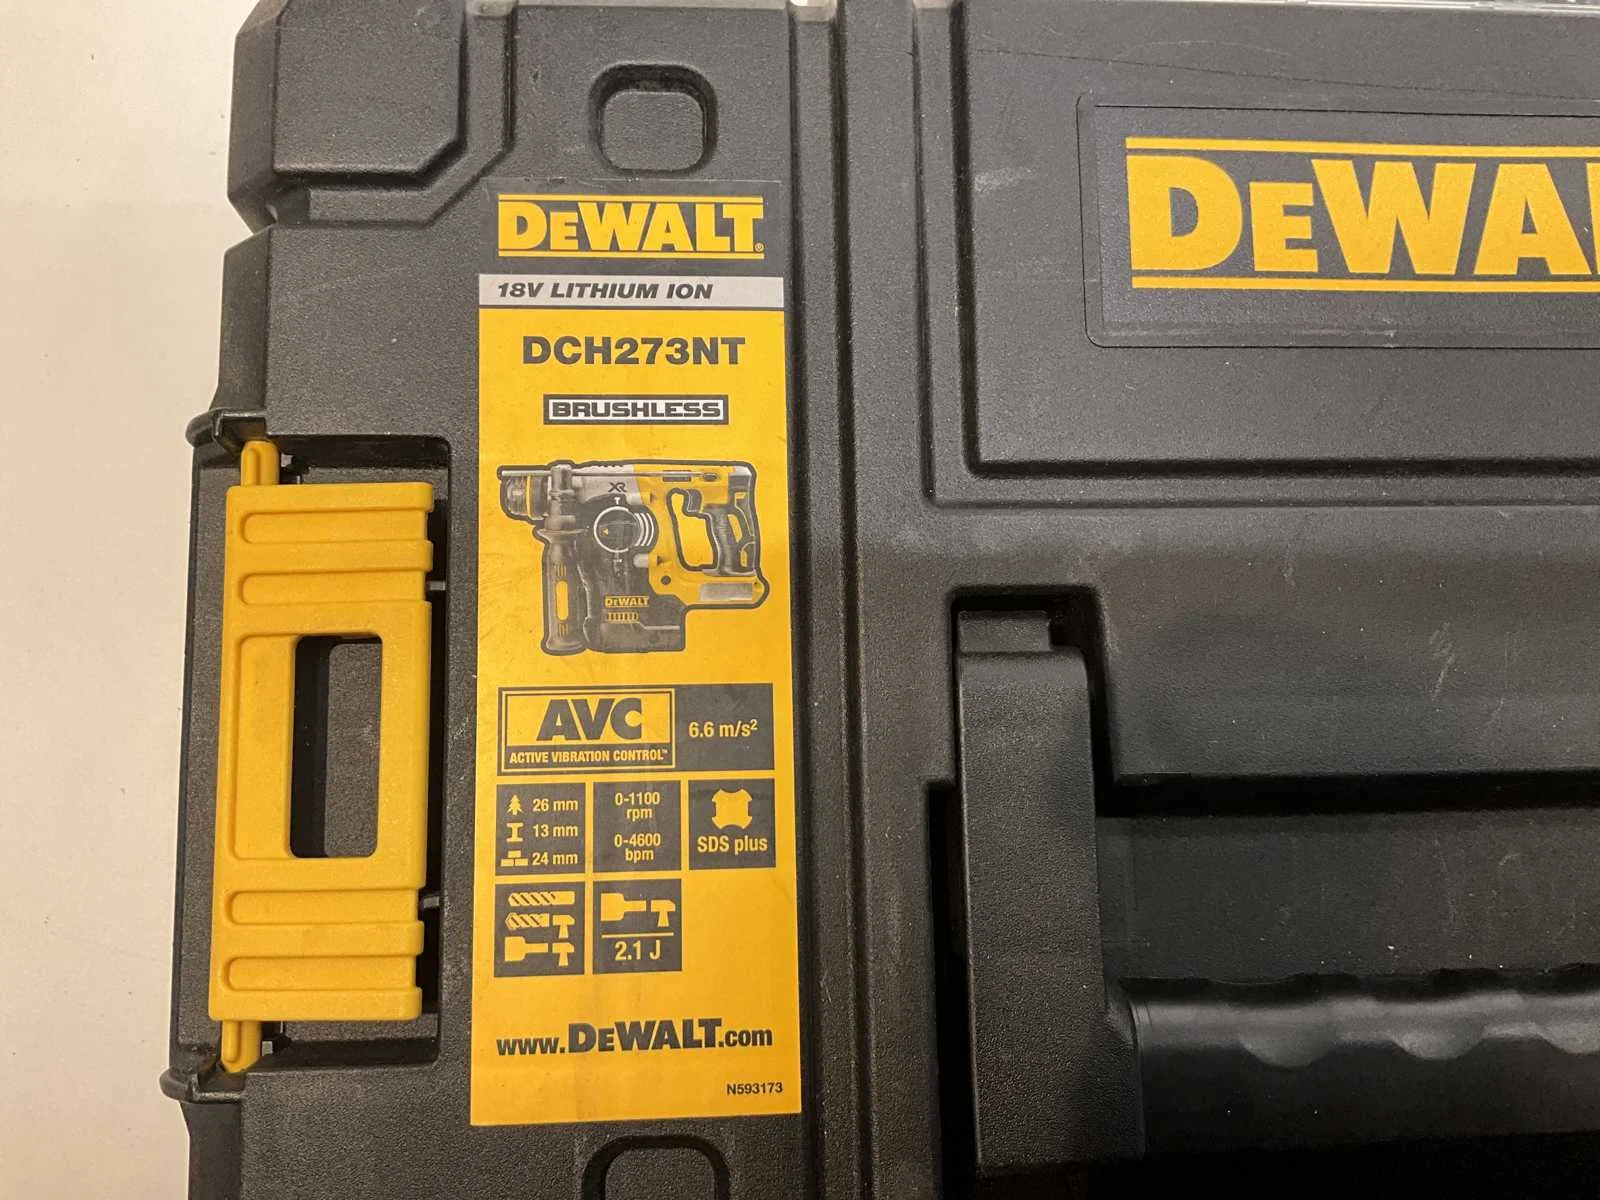 DEWALT®
18V LITHIUM ION
DCH273NT
BRUSHLESS
XR
DEWALT
AVC
ACTIVE VIBRATION CONTROL™
6.6 m/s²
26 mm
13 mm
24 mm
0-1100
rpm
0-4600
bpm
SDS plus
2.1 J
www.DEWALT.com
N593173
DEWA